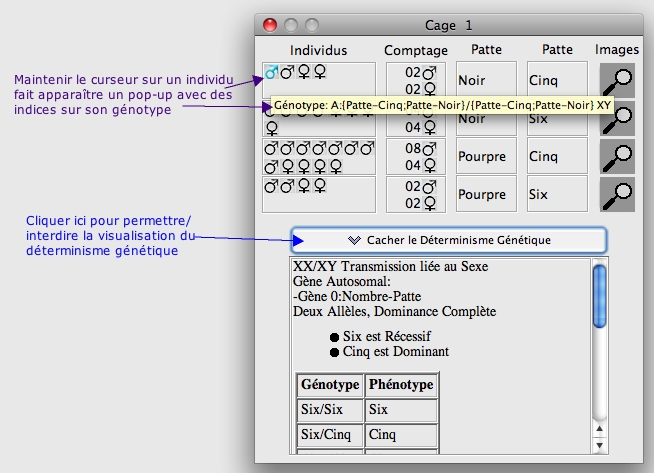 Cage 1
Individus Comptage Patte Patte Images
♂♂♀♀ 02♂ 02♀ Noir Cinq
Maintenir le curseur sur un individu
fait apparaître un pop-up avec des
indices sur son génotype
Génotype: A:{Patte-Cinq;Patte-Noir}/{Patte-Cinq;Patte-Noir} XY
♀ 04♀ Noir Six
♂♂♂♂♂♂♂ 08♂ Pourpre Cinq
♂♀♀♀♀ 04♀
♂♂♀♀ 02♂ Pourpre Six
02♀
Cliquer ici pour permettre/
interdire la visualisation du
déterminisme génétique
Cacher le Déterminisme Génétique
XX/XY Transmission liée au Sexe
Gène Autosomal:
-Gène 0:Nombre-Patte
Deux Allèles, Dominance Complète
● Six est Récessif
● Cinq est Dominant
Génotype Phénotype
Six/Six Six
Six/Cinq Cinq